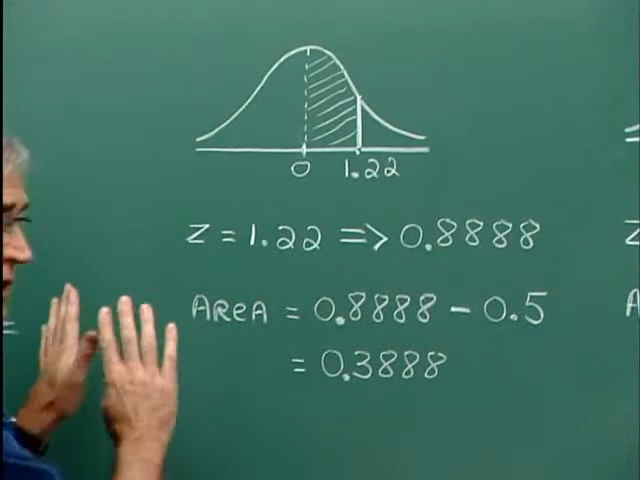 0 1.22
Z = 1.22 => 0.8888
AREA = 0.8888 - 0.5
= 0.3888